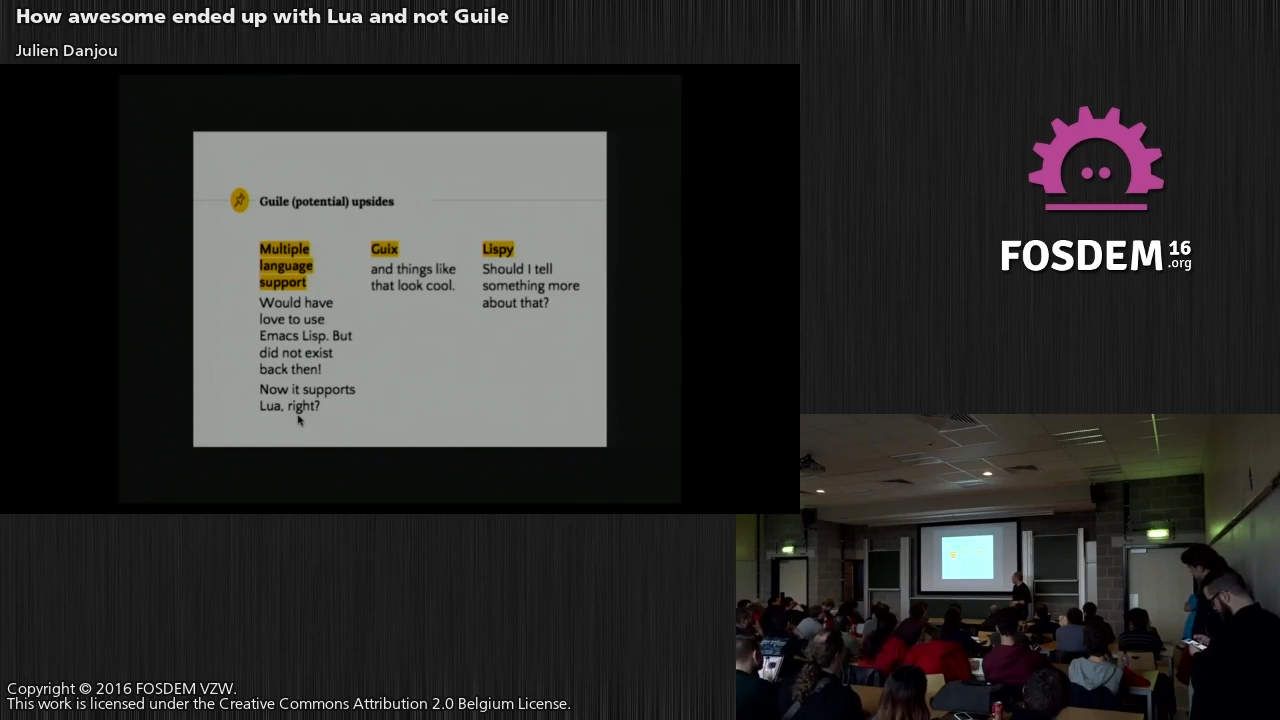 How awesome ended up with Lua and not Guile
Julien Danjou
Guile (potential) upsides
Multiple
language
support
Would have
love to use
Emacs Lisp. But
did not exist
back then!
Now it supports
Lua, right?
Guix
and things like
that look cool.
Lispy
Should I tell
something more
about that?
FOSDEM 16
.org
Copyright © 2016 FOSDEM VZW.
This work is licensed under the Creative Commons Attribution 2.0 Belgium License.